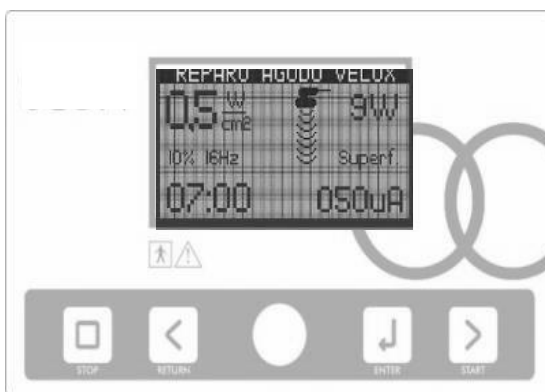 REPARO AGUDO VELOX
0,5 W/cm2
9W
10% 16Hz
Superf.
07:00
050uA
STOP
RETURN
ENTER
START